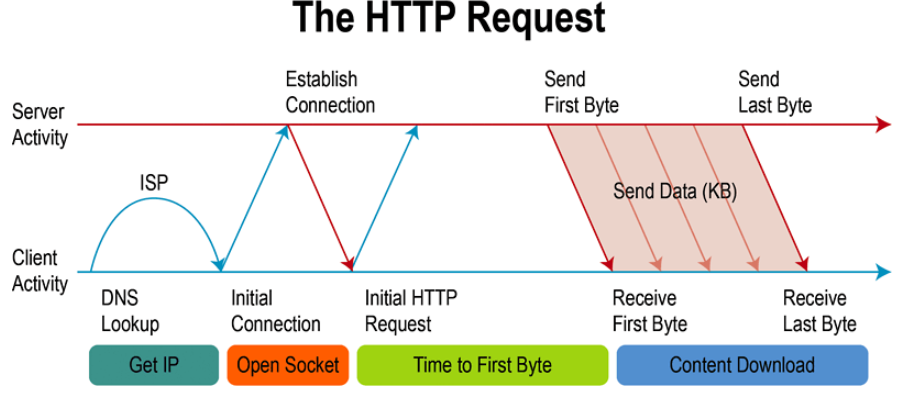 The HTTP Request
Establish
Connection
Send
First Byte
Send
Last Byte
Server
Activity
ISP
Send Data (KB)
Client
Activity
DNS
Lookup
Initial
Connection
Initial HTTP
Request
Receive
First Byte
Receive
Last Byte
Get IP
Open Socket
Time to First Byte
Content Download